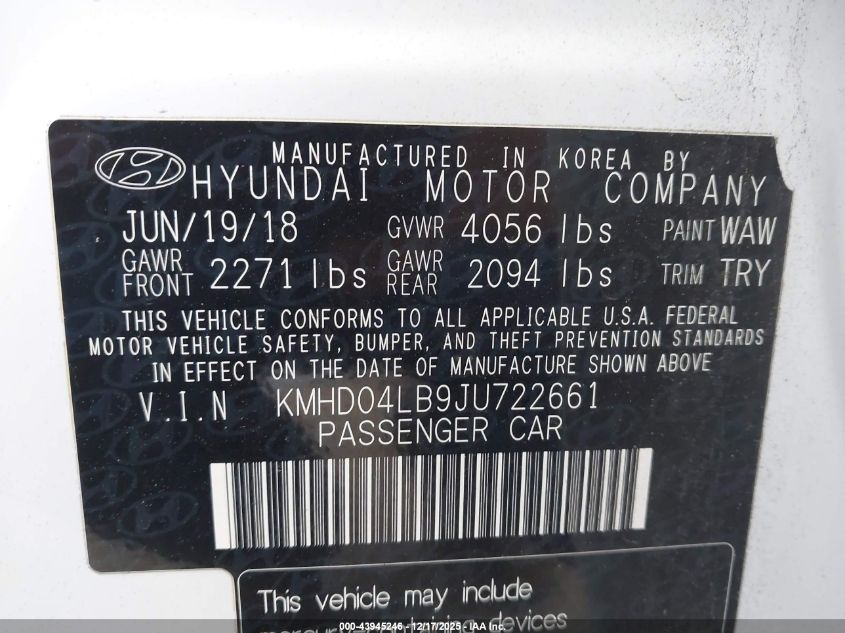 MANUFACTURED IN KOREA BY
HYUNDAI MOTOR COMPANY
JUN/19/18 GVWR 4056 lbs PAINT WAW
GAWR FRONT 2271 lbs GAWR REAR 2094 lbs TRIM TRY
THIS VEHICLE CONFORMS TO ALL APPLICABLE U.S.A. FEDERAL
MOTOR VEHICLE SAFETY, BUMPER, AND THEFT PREVENTION STANDARDS
IN EFFECT ON THE DATE OF MANUFACTURE SHOWN ABOVE
V.I.N KMHD04LB9JU722661
PASSENGER CAR
This vehicle may include
devices
000-43945246 - 12/17/2025 - IAA Inc.